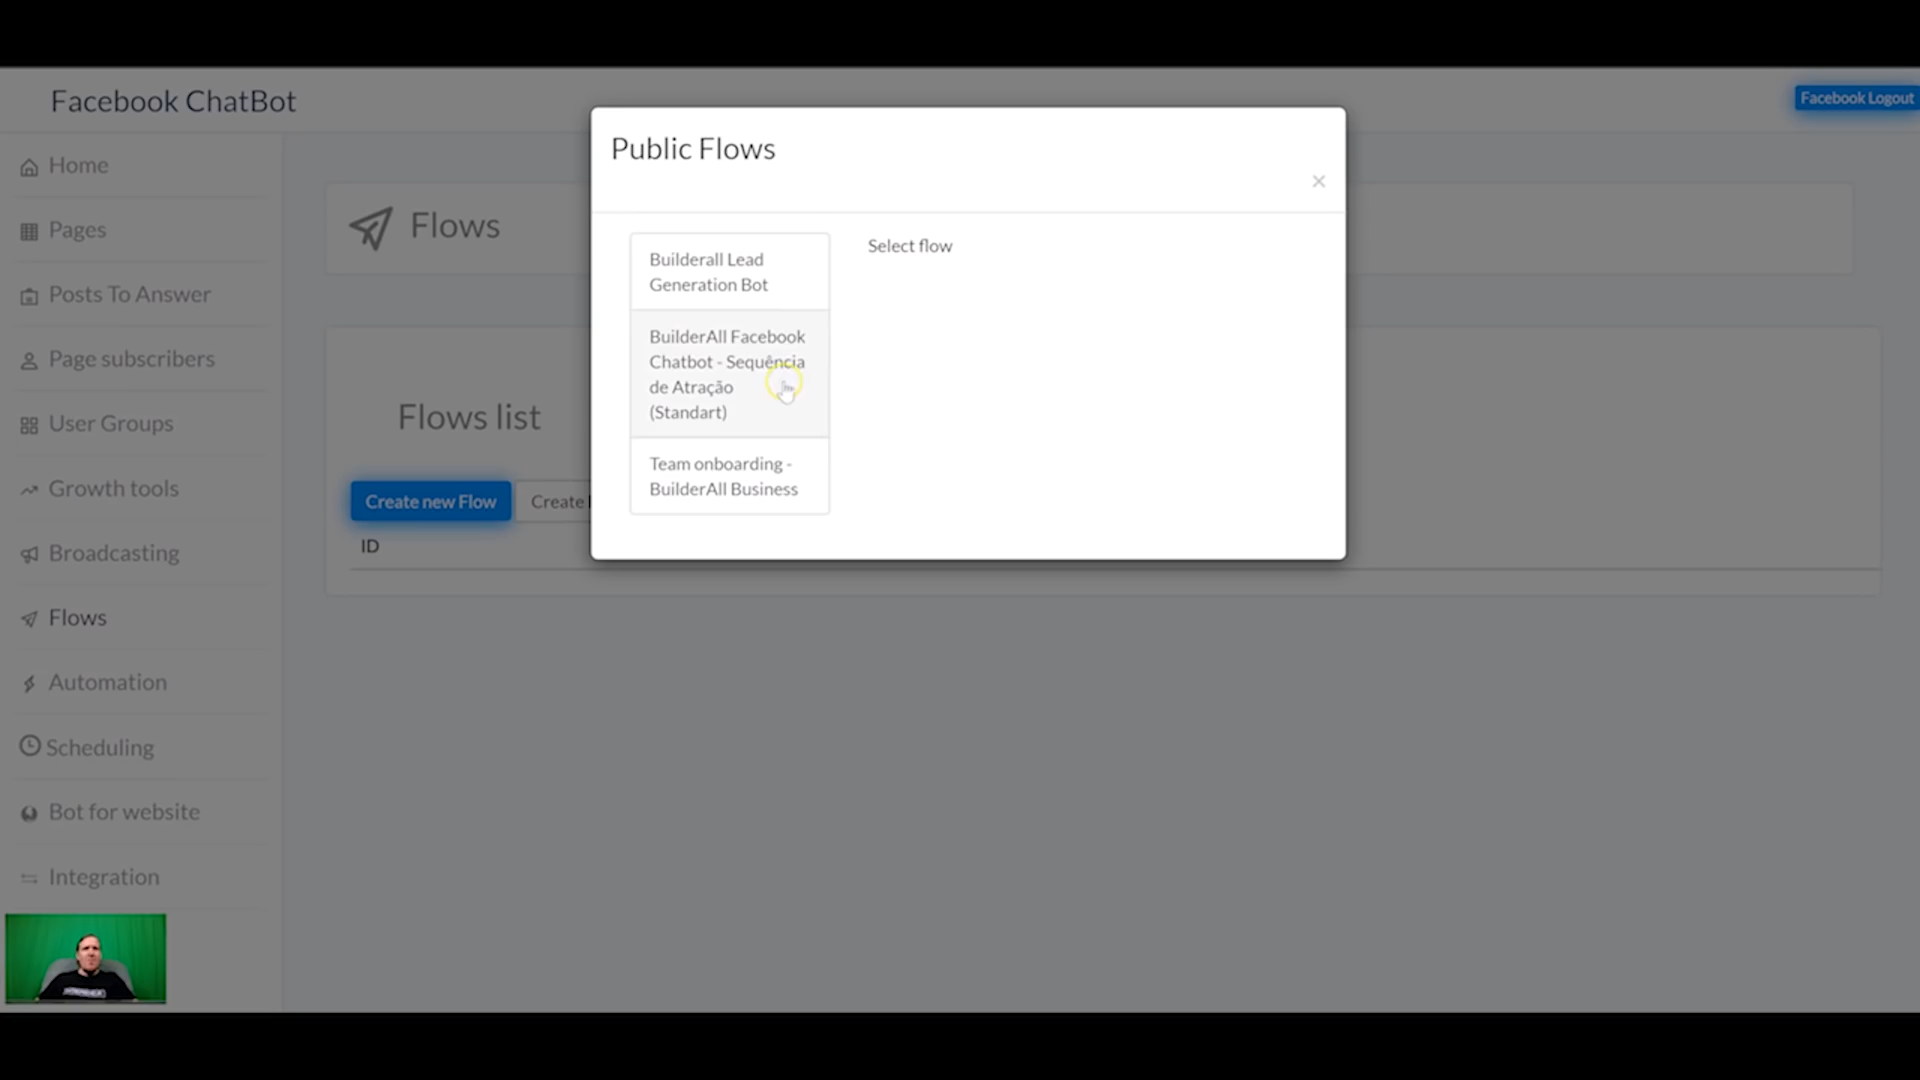 Facebook ChatBot
Facebook Logout
Home
Pages
Posts To Answer
Page subscribers
User Groups
Growth tools
Broadcasting
Flows
Automation
Scheduling
Bot for website
Integration
Flows
Flows list
Create new Flow
Create
ID
Public Flows
×
Builderall Lead
Generation Bot
BuilderAll Facebook
Chatbot - Sequência
de Atração
(Standart)
Team onboarding -
BuilderAll Business
Select flow